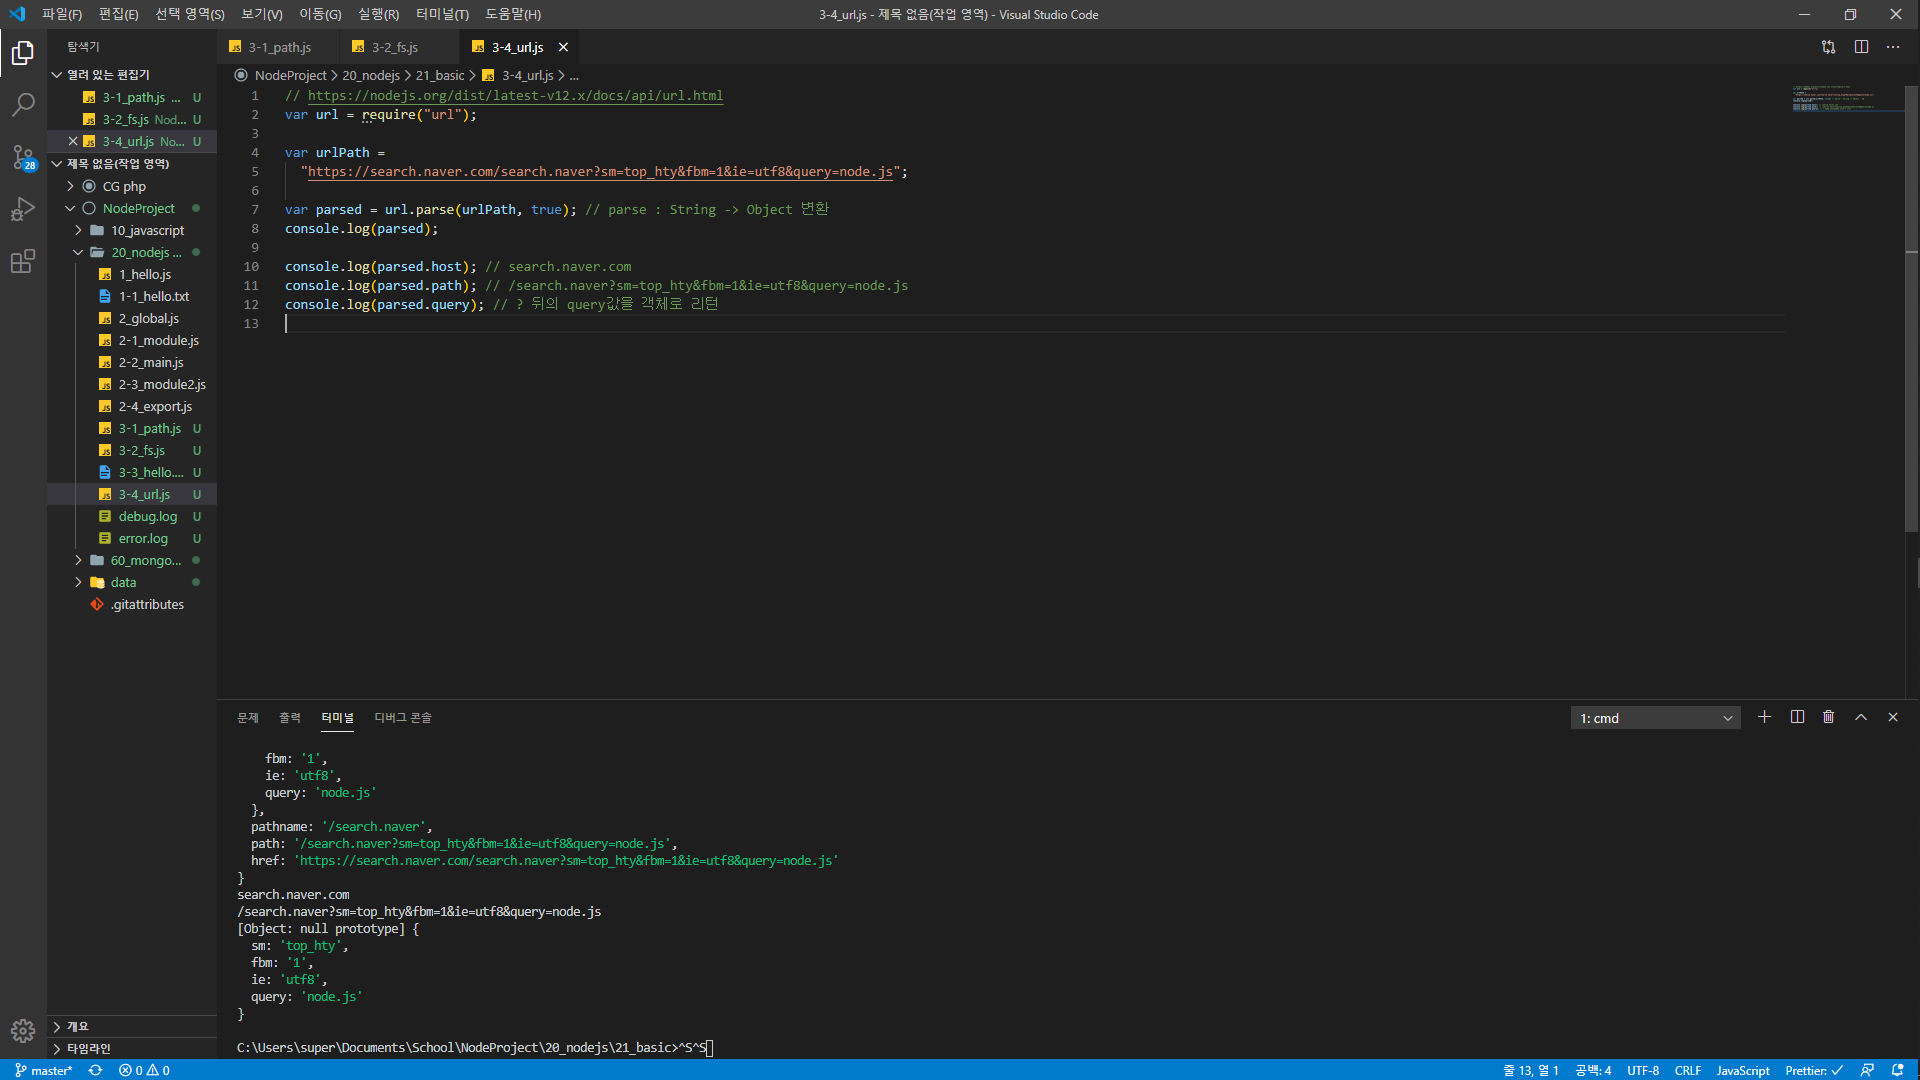 파일(F) 편집(E) 선택 영역(S) 보기(V) 이동(G) 실행(R) 터미널(T) 도움말(H)
3-4_url.js - 제목 없음(작업 영역) - Visual Studio Code
탐색기
열려 있는 편집기
3-1_path.js ... U
3-2_fs.js Nod... U
3-4_url.js No... U
제목 없음(작업 영역)
CG php
NodeProject
10_javascript
20_nodejs ...
1_hello.js
1-1_hello.txt
2_global.js
2-1_module.js
2-2_main.js
2-3_module2.js
2-4_export.js
3-1_path.js U
3-2_fs.js U
3-3_hello.... U
3-4_url.js U
debug.log U
error.log U
60_mongo...
data
.gitattributes
개요
타임라인
28
3-1_path.js 3-2_fs.js 3-4_url.js
NodeProject > 20_nodejs > 21_basic > 3-4_url.js > ...
1 // https://nodejs.org/dist/latest-v12.x/docs/api/url.html
2 var url = require("url");
3
4 var urlPath =
5 "https://search.naver.com/search.naver?sm=top_hty&fbm=1&ie=utf8&query=node.js";
6
7 var parsed = url.parse(urlPath, true); // parse : String -> Object 변환
8 console.log(parsed);
9
10 console.log(parsed.host); // search.naver.com
11 console.log(parsed.path); // /search.naver?sm=top_hty&fbm=1&ie=utf8&query=node.js
12 console.log(parsed.query); // ? 뒤의 query값을 객체로 리턴
13
문제 출력 터미널 디버그 콘솔
1: cmd
fbm: '1',
ie: 'utf8',
query: 'node.js'
},
pathname: '/search.naver',
path: '/search.naver?sm=top_hty&fbm=1&ie=utf8&query=node.js',
href: 'https://search.naver.com/search.naver?sm=top_hty&fbm=1&ie=utf8&query=node.js'
}
search.naver.com
/search.naver?sm=top_hty&fbm=1&ie=utf8&query=node.js
[Object: null prototype] {
sm: 'top_hty',
fbm: '1',
ie: 'utf8',
query: 'node.js'
}
C:\Users\super\Documents\School\NodeProject\20_nodejs\21_basic>^S^S
master* 0 0
줄 13, 열 1 공백: 4 UTF-8 CRLF JavaScript Prettier: ✓